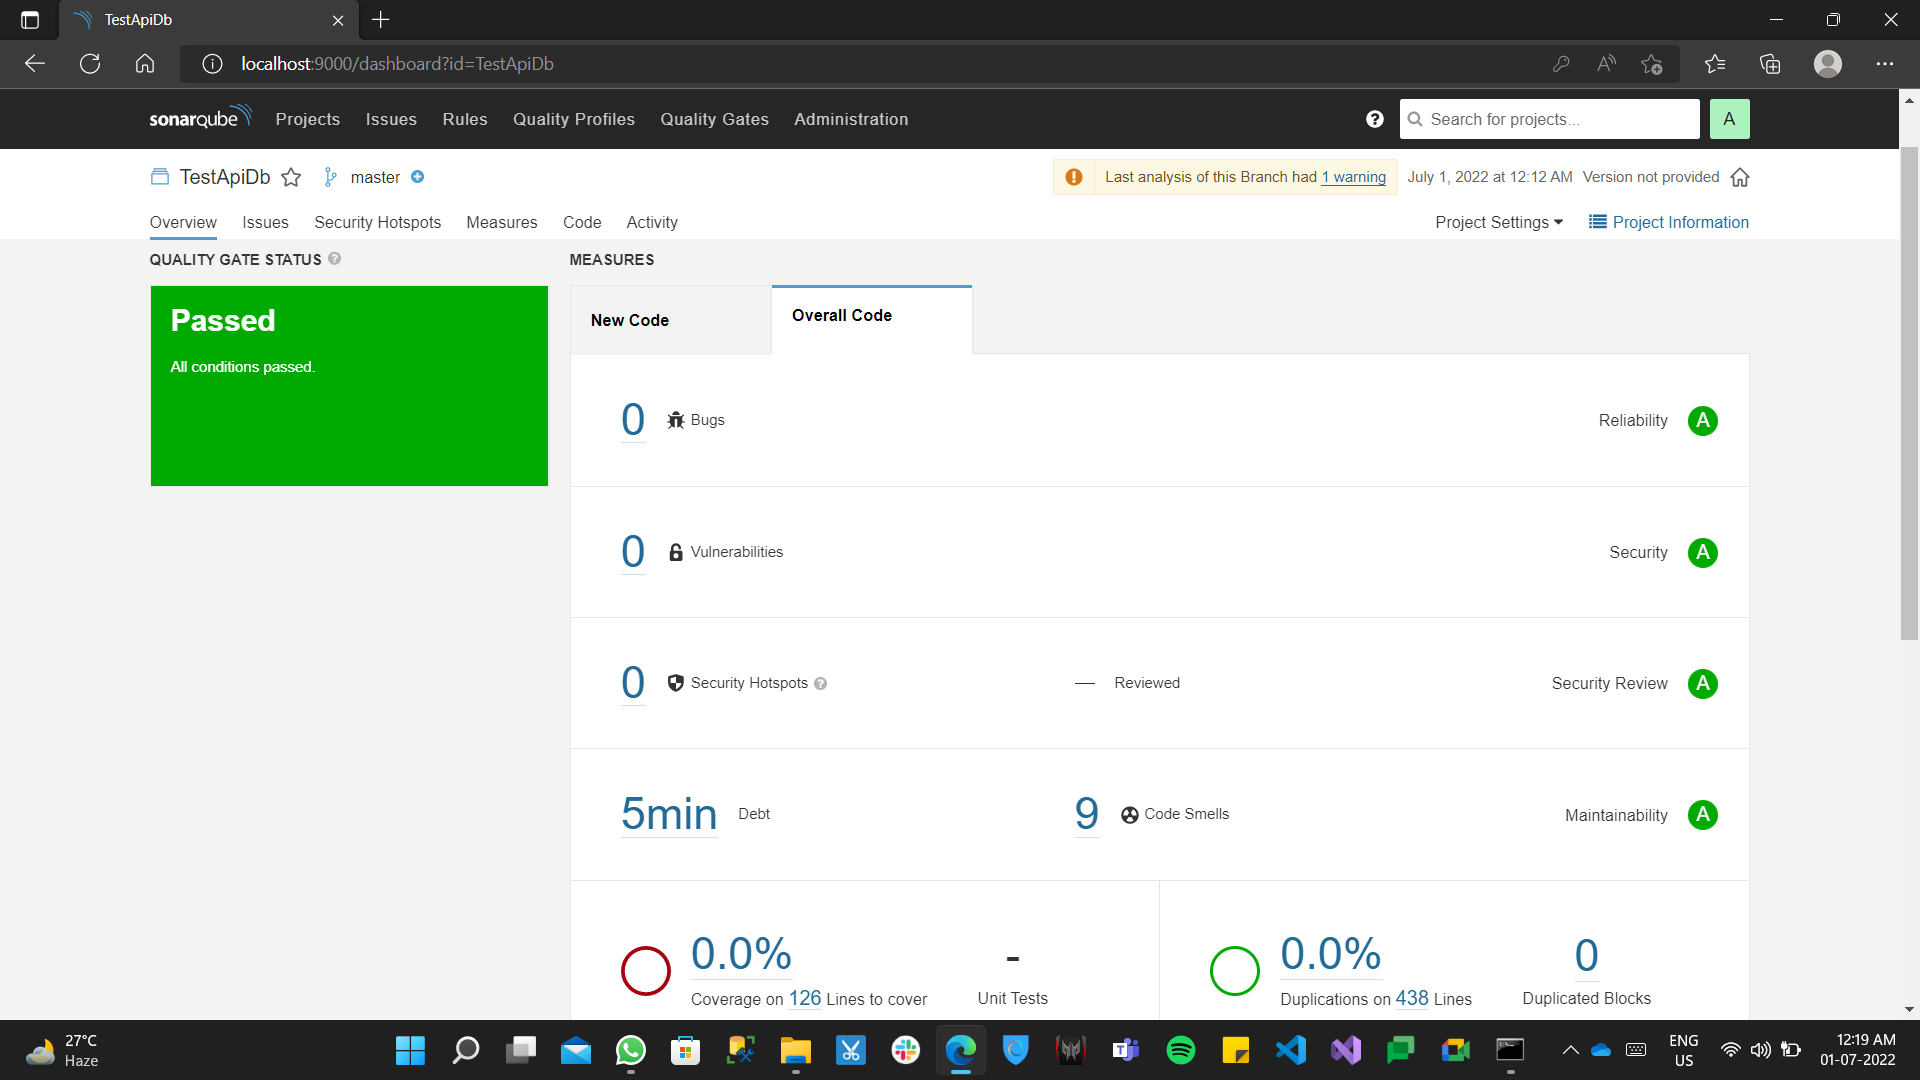 TestApiDb
localhost:9000/dashboard?id=TestApiDb
sonarqube Projects Issues Rules Quality Profiles Quality Gates Administration
Search for projects...
A
TestApiDb master
Last analysis of this Branch had 1 warning July 1, 2022 at 12:12 AM Version not provided
Overview Issues Security Hotspots Measures Code Activity
Project Settings Project Information
QUALITY GATE STATUS
Passed
All conditions passed.
MEASURES
New Code
Overall Code
0 Bugs Reliability A
0 Vulnerabilities Security A
0 Security Hotspots — Reviewed Security Review A
5min Debt 9 Code Smells Maintainability A
0.0%
Coverage on 126 Lines to cover
-
Unit Tests
0.0%
Duplications on 438 Lines
0
Duplicated Blocks
27°C
Haze
ENG
US
12:19 AM
01-07-2022